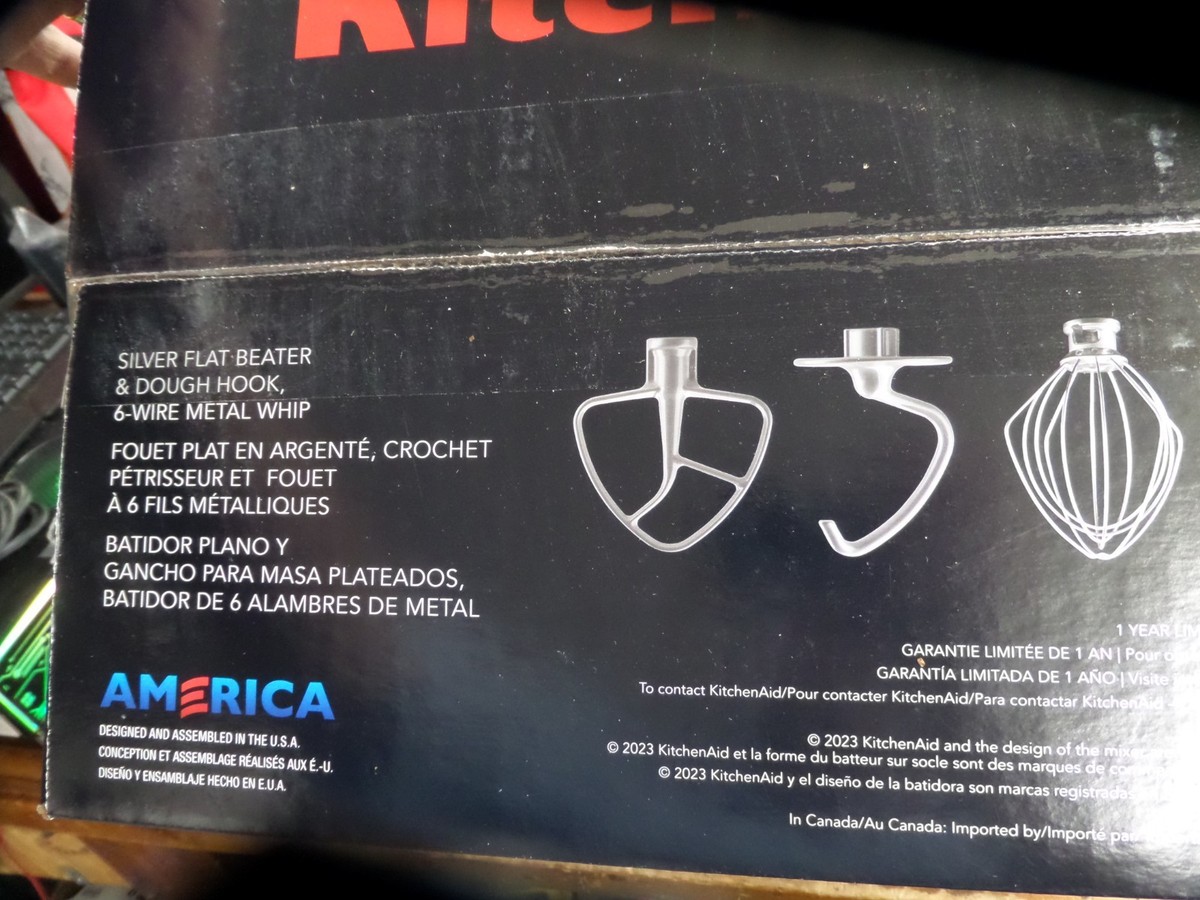 SILVER FLAT BEATER
& DOUGH HOOK,
6-WIRE METAL WHIP
FOUET PLAT EN ARGENTÉ, CROCHET
PÉTRISSEUR ET FOUET
À 6 FILS MÉTALLIQUES
BATIDOR PLANO Y
GANCHO PARA MASA PLATEADOS,
BATIDOR DE 6 ALAMBRES DE METAL
AMERICA
DESIGNED AND ASSEMBLED IN THE U.S.A.
CONCEPTION ET ASSEMBLAGE RÉALISÉS AUX É.-U.
DISEÑO Y ENSAMBLAJE HECHO EN E.U.A.
1 YEAR
GARANTIE LIMITÉE DE 1 AN | Pour
GARANTÍA LIMITADA DE 1 AÑO | Visite
To contact KitchenAid/Pour contacter KitchenAid/Para contactar KitchenAid
© 2023 KitchenAid and the design of the mixer
© 2023 KitchenAid et la forme du batteur sur socle sont des marques de
© 2023 KitchenAid y el diseño de la batidora son marcas registradas
In Canada/Au Canada: Imported by/Importé par